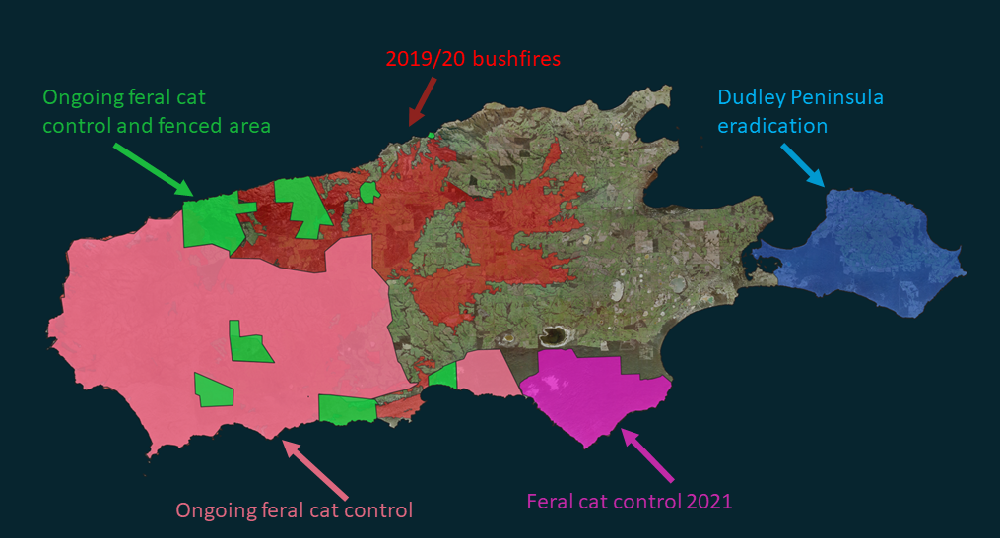 2019/20 bushfires
Ongoing feral cat
control and fenced area
Dudley Peninsula
eradication
Ongoing feral cat control
Feral cat control 2021